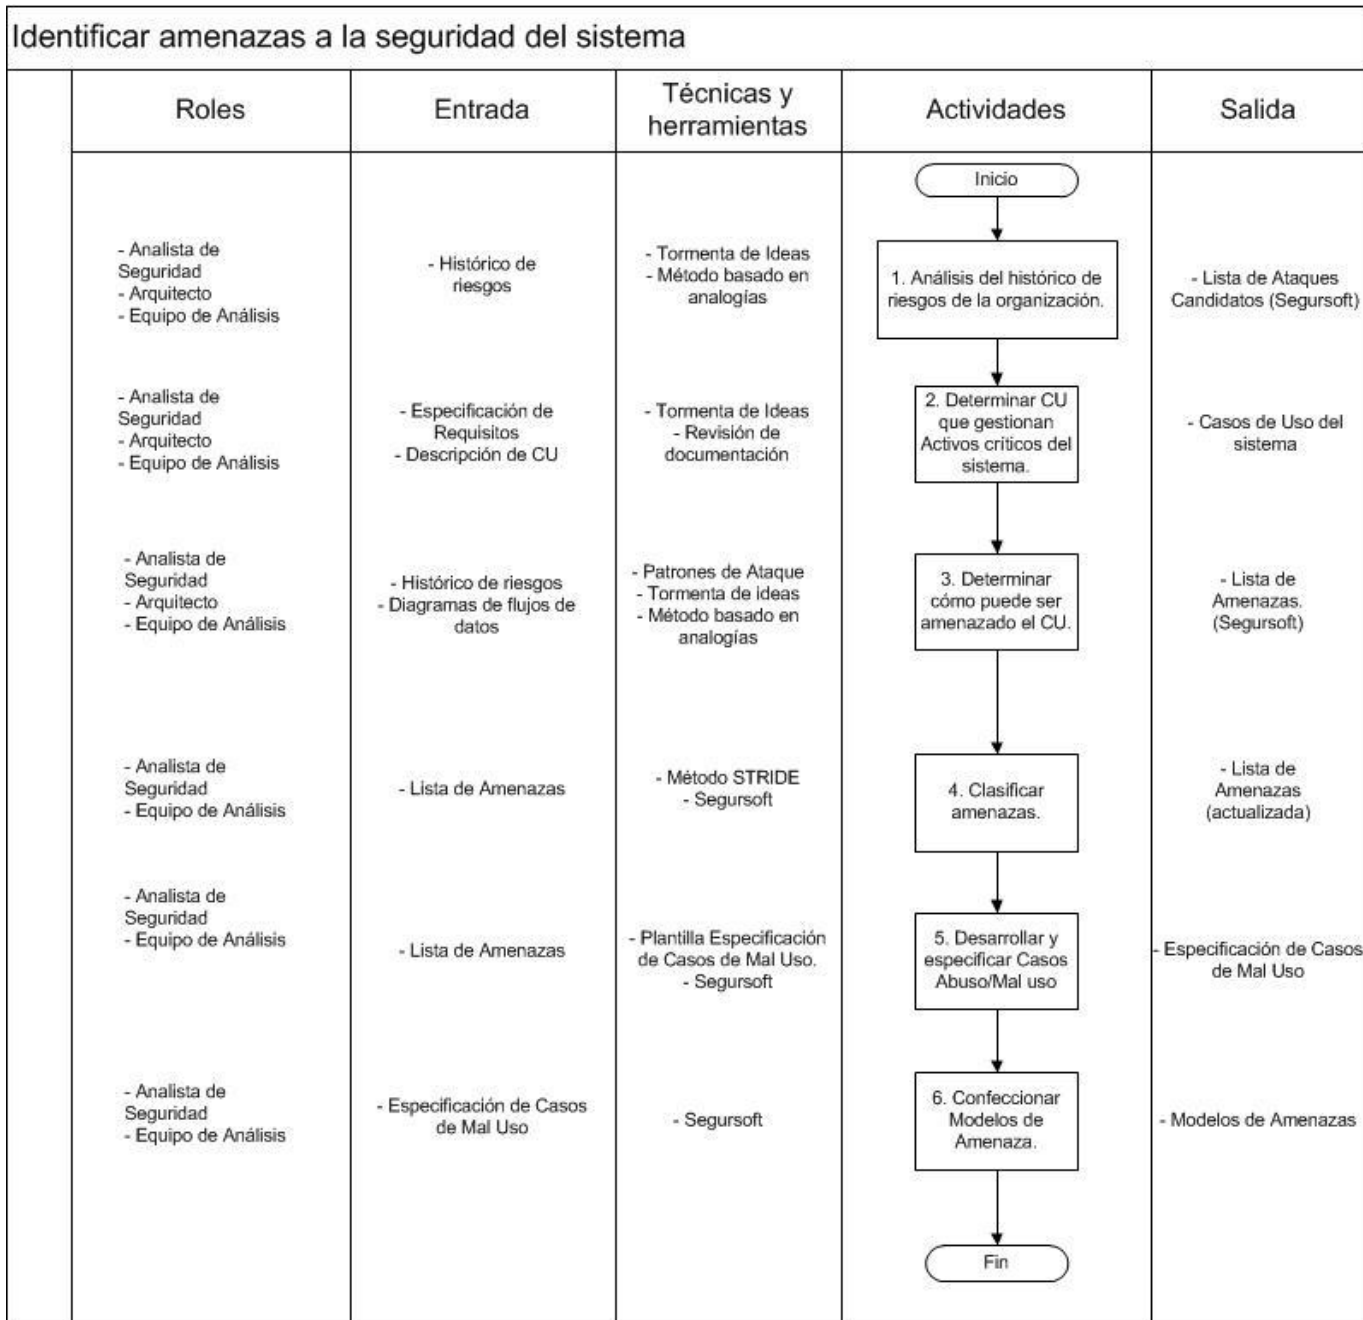 Identificar amenazas a la seguridad del sistema
Roles
Entrada
Técnicas y
herramientas
Actividades
Salida
Inicio
- Analista de
Seguridad
- Arquitecto
- Equipo de Análisis
- Histórico de
riesgos
- Tormenta de Ideas
- Método basado en
analogías
1. Análisis del histórico de
riesgos de la organización.
- Lista de Ataques
Candidatos (Segursoft)
- Analista de
Seguridad
- Arquitecto
- Equipo de Análisis
- Especificación de
Requisitos
- Descripción de CU
- Tormenta de Ideas
- Revisión de
documentación
2. Determinar CU
que gestionan
Activos críticos del
sistema.
- Casos de Uso del
sistema
- Analista de
Seguridad
- Arquitecto
- Equipo de Análisis
- Histórico de riesgos
- Diagramas de flujos de
datos
- Patrones de Ataque
- Tormenta de ideas
- Método basado en
analogías
3. Determinar
cómo puede ser
amenazado el CU.
- Lista de
Amenazas.
(Segursoft)
- Analista de
Seguridad
- Equipo de Análisis
- Lista de Amenazas
- Método STRIDE
- Segursoft
4. Clasificar
amenazas.
- Lista de
Amenazas
(actualizada)
- Analista de
Seguridad
- Equipo de Análisis
- Lista de Amenazas
- Plantilla Especificación
de Casos de Mal Uso.
- Segursoft
5. Desarrollar y
especificar Casos
Abuso/Mal uso
- Especificación de Casos
de Mal Uso
- Analista de
Seguridad
- Equipo de Análisis
- Especificación de Casos
de Mal Uso
- Segursoft
6. Confeccionar
Modelos de
Amenaza.
- Modelos de Amenazas
Fin